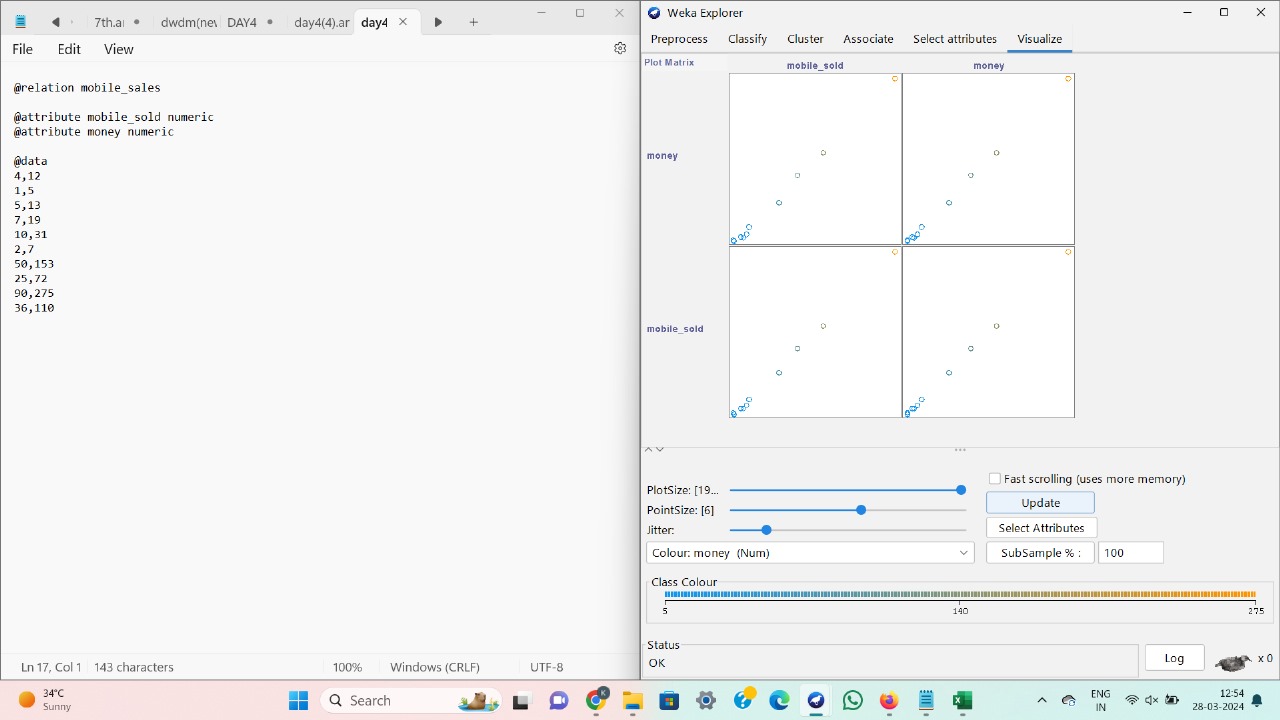 7th.ar
dwdm(nev
DAY4
day4(4).ar
day4
File Edit View
@relation mobile_sales
@attribute mobile_sold numeric
@attribute money numeric
@data
4,12
1,5
5,13
7,19
10,31
2,7
50,153
25,72
90,275
36,110
Ln 17, Col 1 143 characters 100% Windows (CRLF) UTF-8
Weka Explorer
Preprocess Classify Cluster Associate Select attributes Visualize
Plot Matrix mobile_sold money
money
mobile_sold
PlotSize: [19...
PointSize: [6]
Jitter:
Colour: money (Num)
Fast scrolling (uses more memory)
Update
Select Attributes
SubSample % : 100
Class Colour
5 140 275
Status
OK
Log
x 0
34°C
Sunny
Search
K
ENG
IN
12:54
28-03-2024